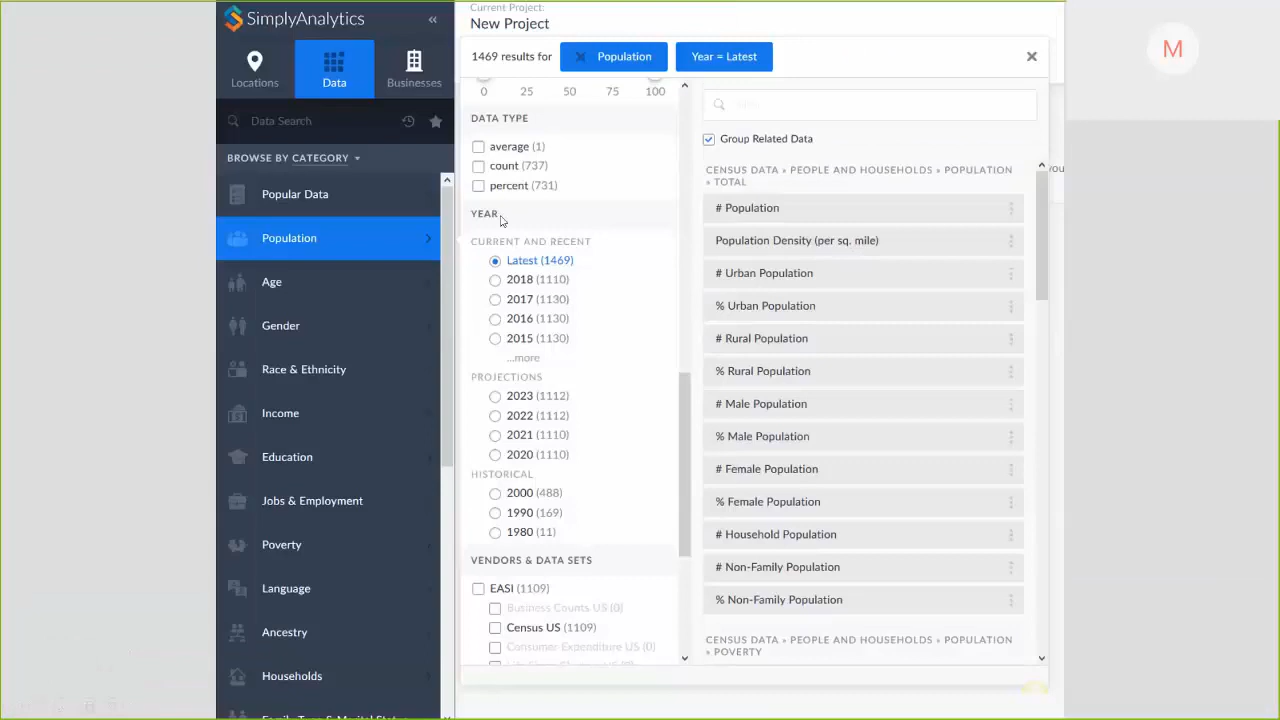 SimplyAnalytics
«
Locations
Data
Businesses
Data Search
BROWSE BY CATEGORY
Popular Data
Population
Age
Gender
Race & Ethnicity
Income
Education
Jobs & Employment
Poverty
Language
Ancestry
Households
Current Project:
New Project
1469 results for
Population
Year = Latest
0 25 50 75 100
DATA TYPE
average (1)
count (737)
percent (731)
YEAR
CURRENT AND RECENT
Latest (1469)
2018 (1110)
2017 (1130)
2016 (1130)
2015 (1130)
...more
PROJECTIONS
2023 (1112)
2022 (1112)
2021 (1110)
2020 (1110)
HISTORICAL
2000 (488)
1990 (169)
1980 (11)
VENDORS & DATA SETS
EASI (1109)
Business Counts US (0)
Census US (1109)
Consumer Expenditure US (0)
Group Related Data
CENSUS DATA » PEOPLE AND HOUSEHOLDS » POPULATION
» TOTAL
# Population
Population Density (per sq. mile)
# Urban Population
% Urban Population
# Rural Population
% Rural Population
# Male Population
% Male Population
# Female Population
% Female Population
# Household Population
# Non-Family Population
% Non-Family Population
CENSUS DATA » PEOPLE AND HOUSEHOLDS » POPULATION
» POVERTY
M